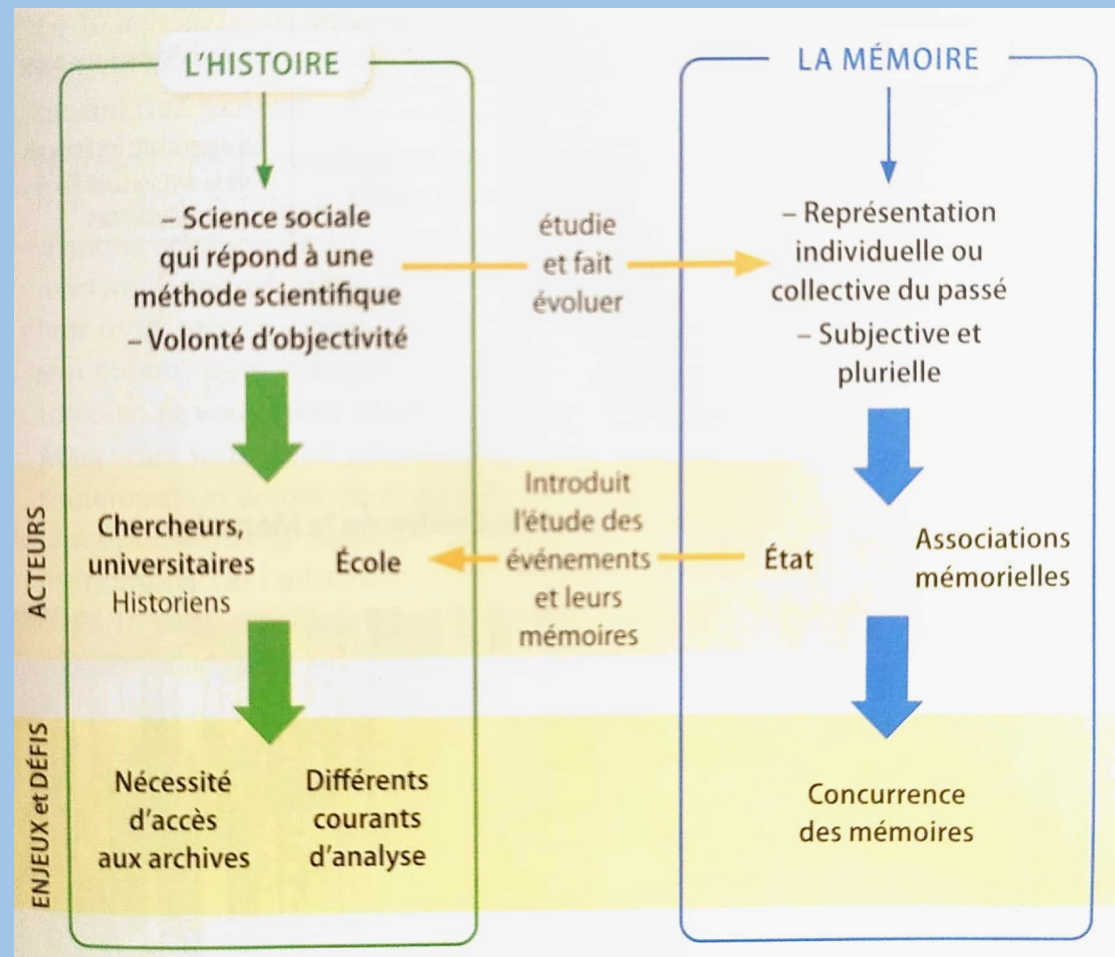 L'HISTOIRE
– Science sociale
qui répond à une
méthode scientifique
– Volonté d'objectivité
étudie
et fait
évoluer
LA MÉMOIRE
– Représentation
individuelle ou
collective du passé
– Subjective et
plurielle
ACTEURS
Chercheurs,
universitaires
Historiens
École
Introduit
l'étude des
événements
et leurs
mémoires
État
Associations
mémorielles
ENJEUX et DÉFIS
Nécessité
d'accès
aux archives
Différents
courants
d'analyse
Concurrence
des mémoires